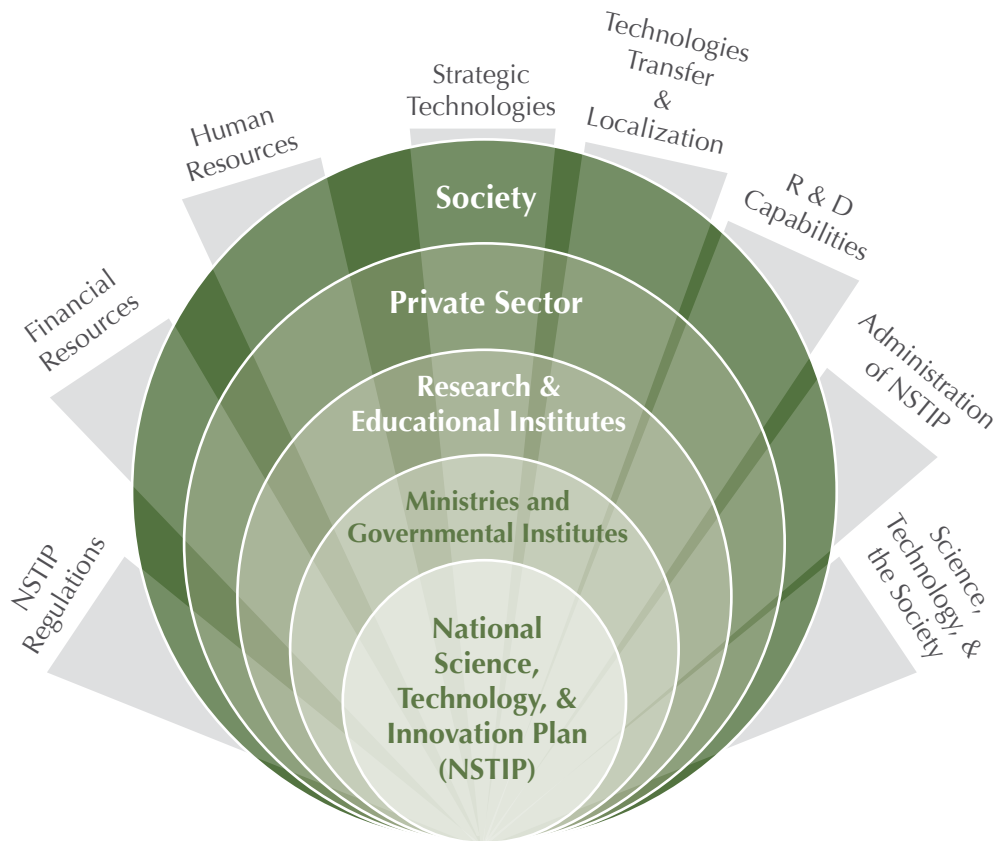 NSTIP
Regulations
Financial
Resources
Human
Resources
Strategic
Technologies
Technologies
Transfer
&
Localization
R & D
Capabilities
Administration
of NSTIP
Science,
Technology, &
the Society
Society
Private Sector
Research &
Educational Institutes
Ministries and
Governmental Institutes
National
Science,
Technology, &
Innovation Plan
(NSTIP)